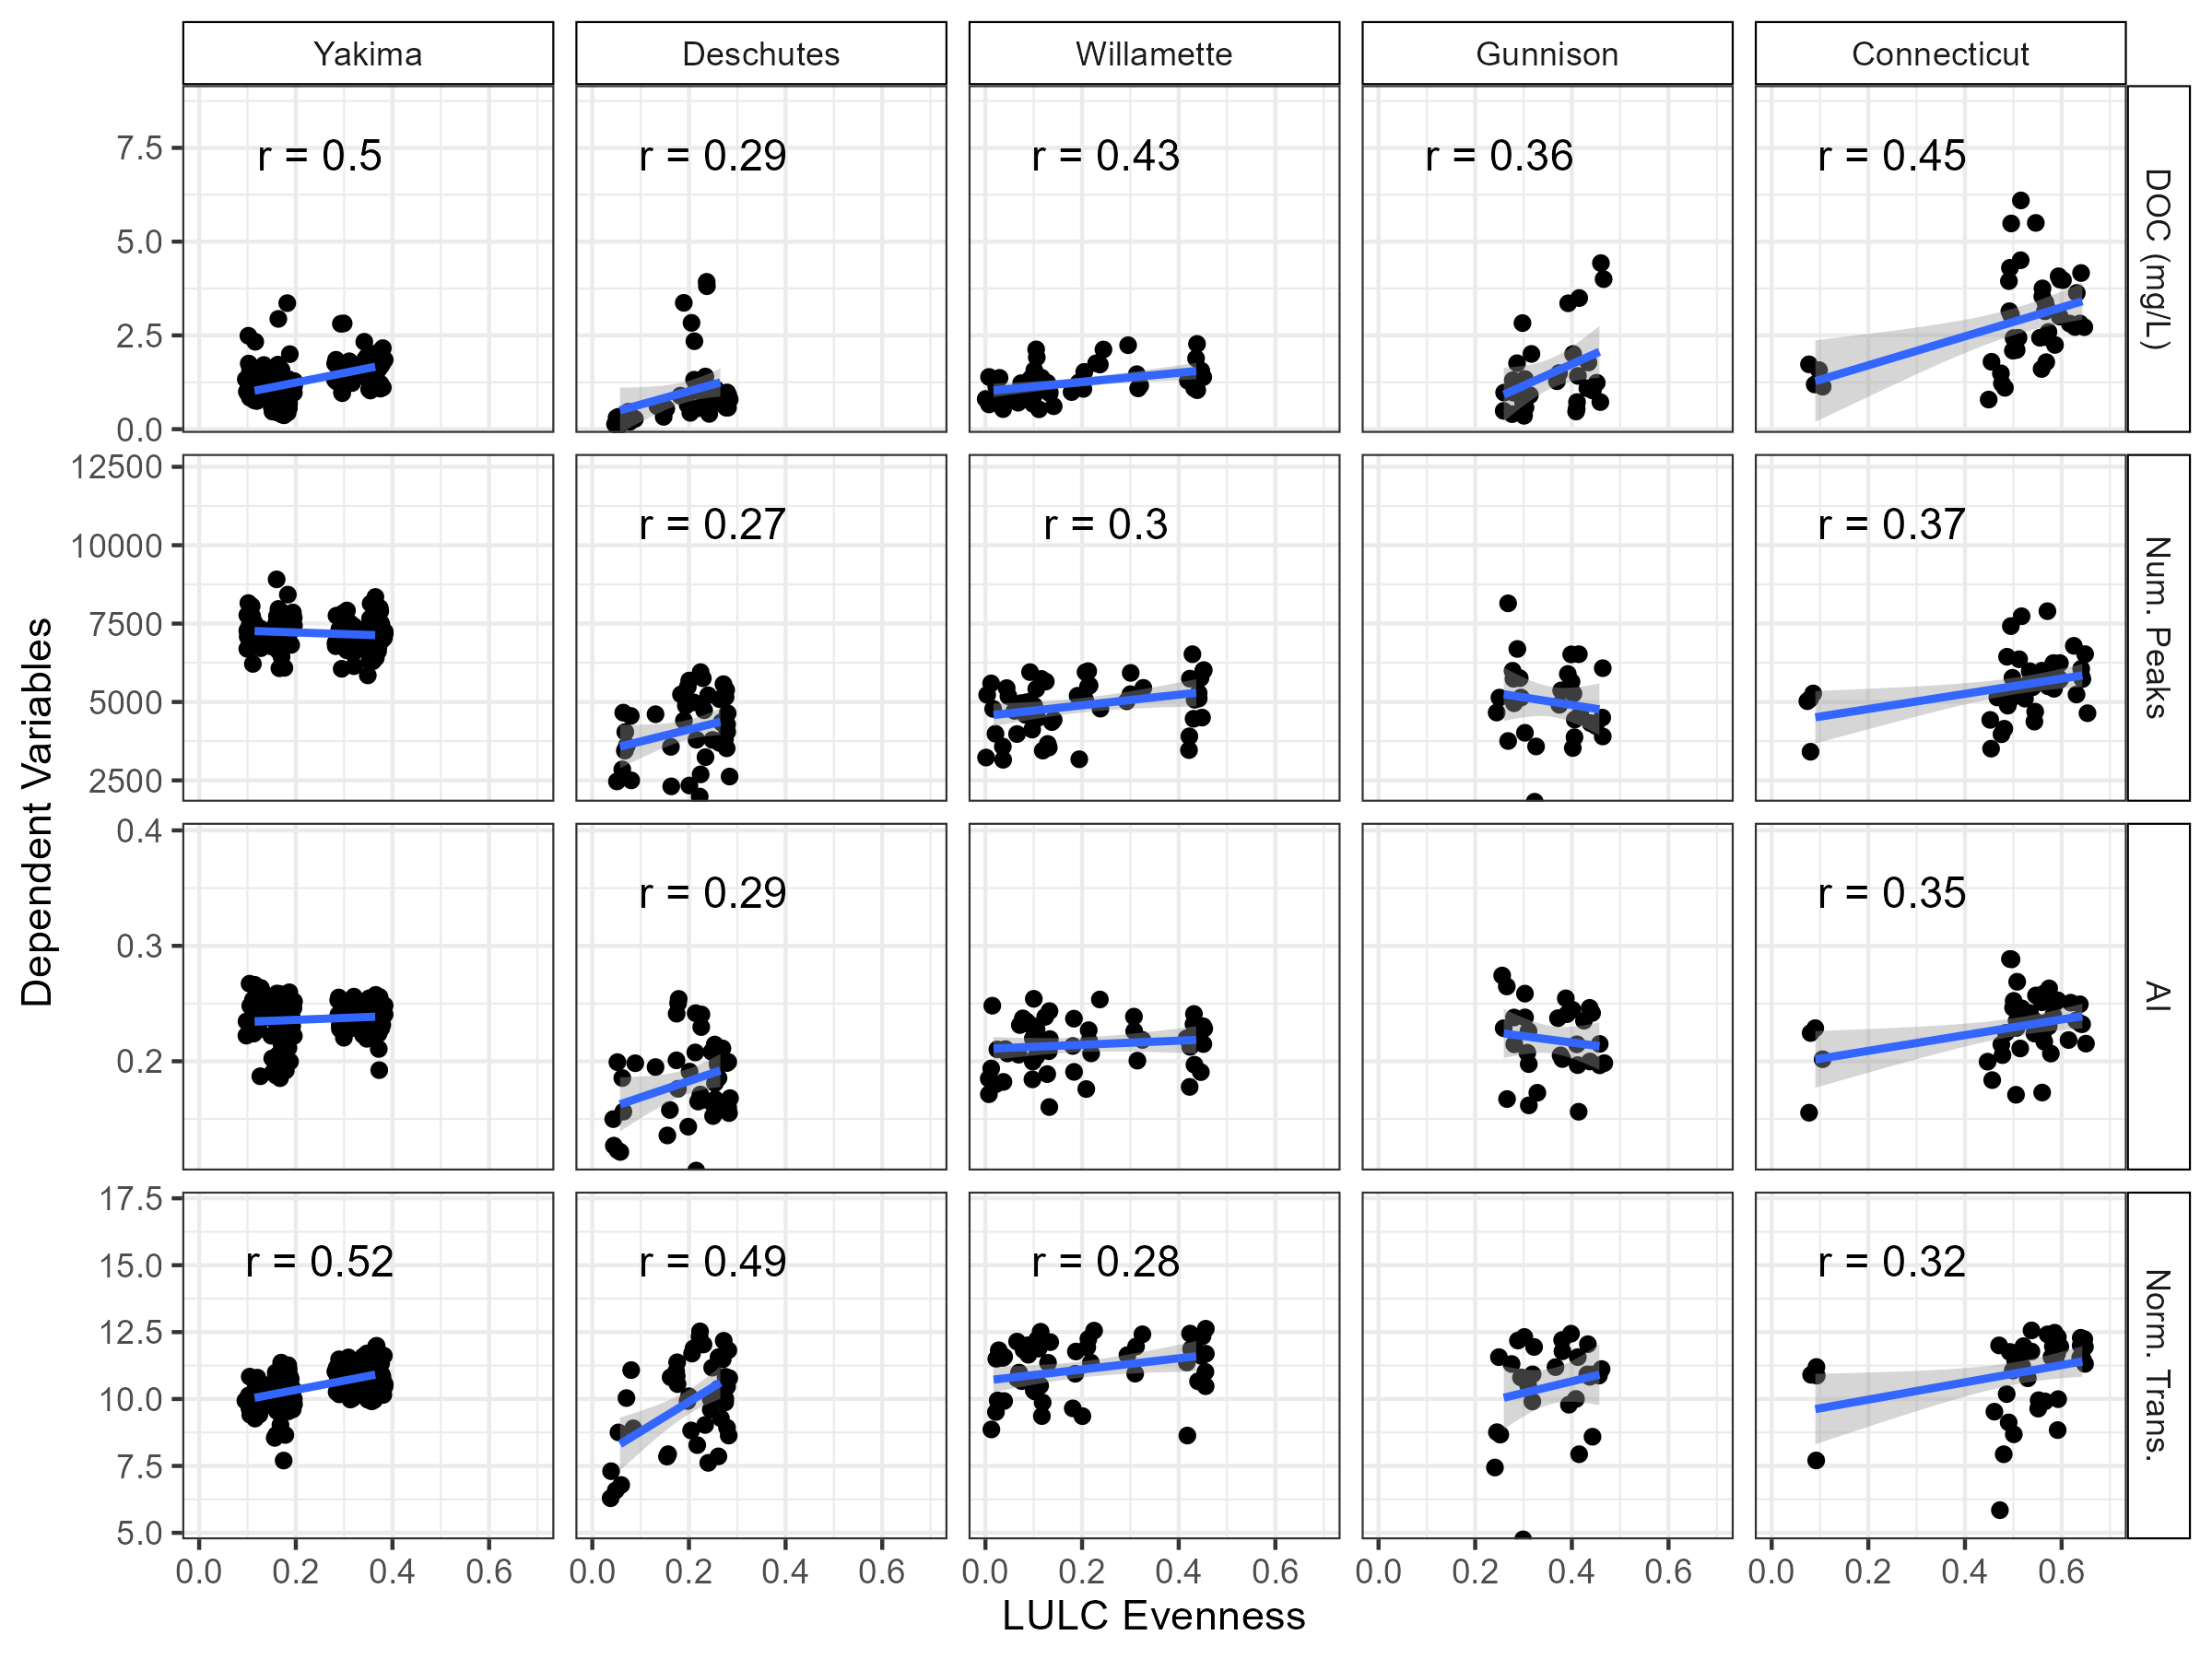 Yakima Deschutes Willamette Gunnison Connecticut
7.5 r = 0.5 r = 0.29 r = 0.43 r = 0.36 r = 0.45
5.0
2.5
0.0
DOC (mg/L)
12500
10000 r = 0.27 r = 0.3 r = 0.37
7500
5000
2500
Num. Peaks
Dependent Variables
0.4
r = 0.29 r = 0.35
0.3
0.2
AI
17.5
15.0 r = 0.52 r = 0.49 r = 0.28 r = 0.32
12.5
10.0
7.5
5.0
Norm. Trans.
0.0 0.2 0.4 0.6 0.0 0.2 0.4 0.6 0.0 0.2 0.4 0.6 0.0 0.2 0.4 0.6 0.0 0.2 0.4 0.6
LULC Evenness